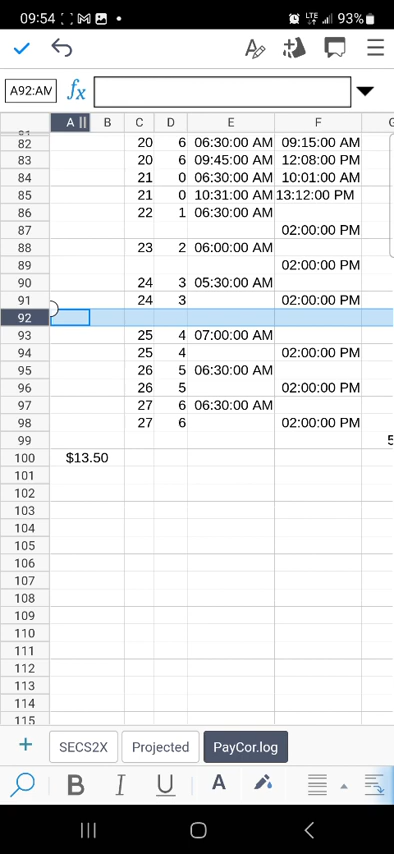 09:54 M • LTE 93%
A92:AM fx
A B C D E F G
81
82 20 6 06:30:00 AM 09:15:00 AM
83 20 6 09:45:00 AM 12:08:00 PM
84 21 0 06:30:00 AM 10:01:00 AM
85 21 0 10:31:00 AM 13:12:00 PM
86 22 1 06:30:00 AM
87 02:00:00 PM
88 23 2 06:00:00 AM
89 02:00:00 PM
90 24 3 05:30:00 AM
91 24 3 02:00:00 PM
92
93 25 4 07:00:00 AM
94 25 4 02:00:00 PM
95 26 5 06:30:00 AM
96 26 5 02:00:00 PM
97 27 6 06:30:00 AM
98 27 6 02:00:00 PM
99 5
100 $13.50
101
102
103
104
105
106
107
108
109
110
111
112
113
114
115
+ SECS2X Projected PayCor.log
B I U A